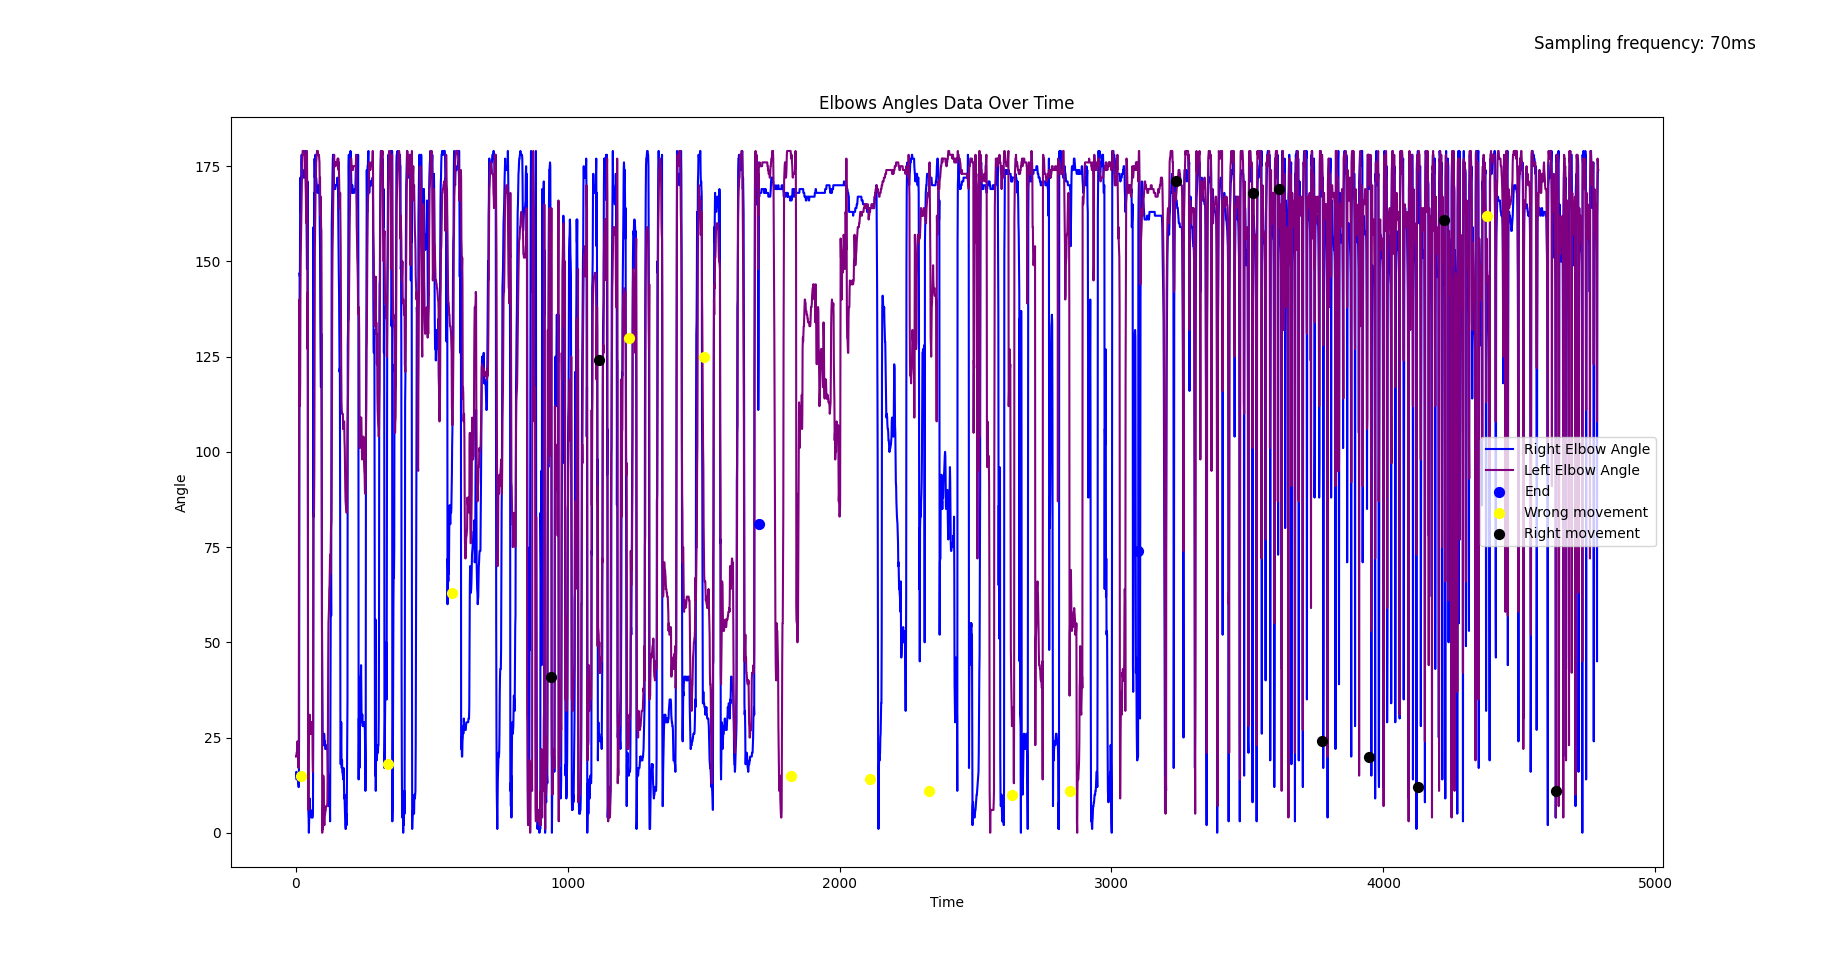 Sampling frequency: 70ms
Elbows Angles Data Over Time
Angle
175
150
125
100
75
50
25
0
Right Elbow Angle
Left Elbow Angle
End
Wrong movement
Right movement
0 1000 2000 3000 4000 5000
Time